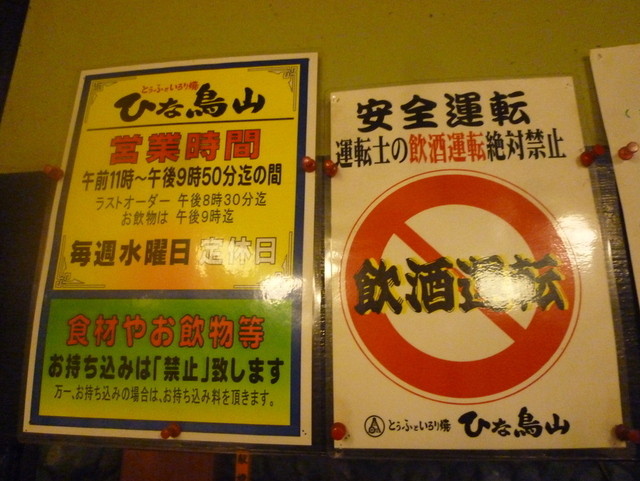 とうふといろり焼
ひな鳥山
営業時間
午前11時〜午後9時50分迄の間
ラストオーダー 午後8時30分迄
お飲物は 午後9時迄
毎週水曜日定休日
食材やお飲物等
お持ち込みは「禁止」致します
万一、お持ち込みの場合は、お持ち込み料を頂きます。
安全運転
運転士の飲酒運転絶対禁止
飲酒運転
とうふといろり焼 ひな鳥山